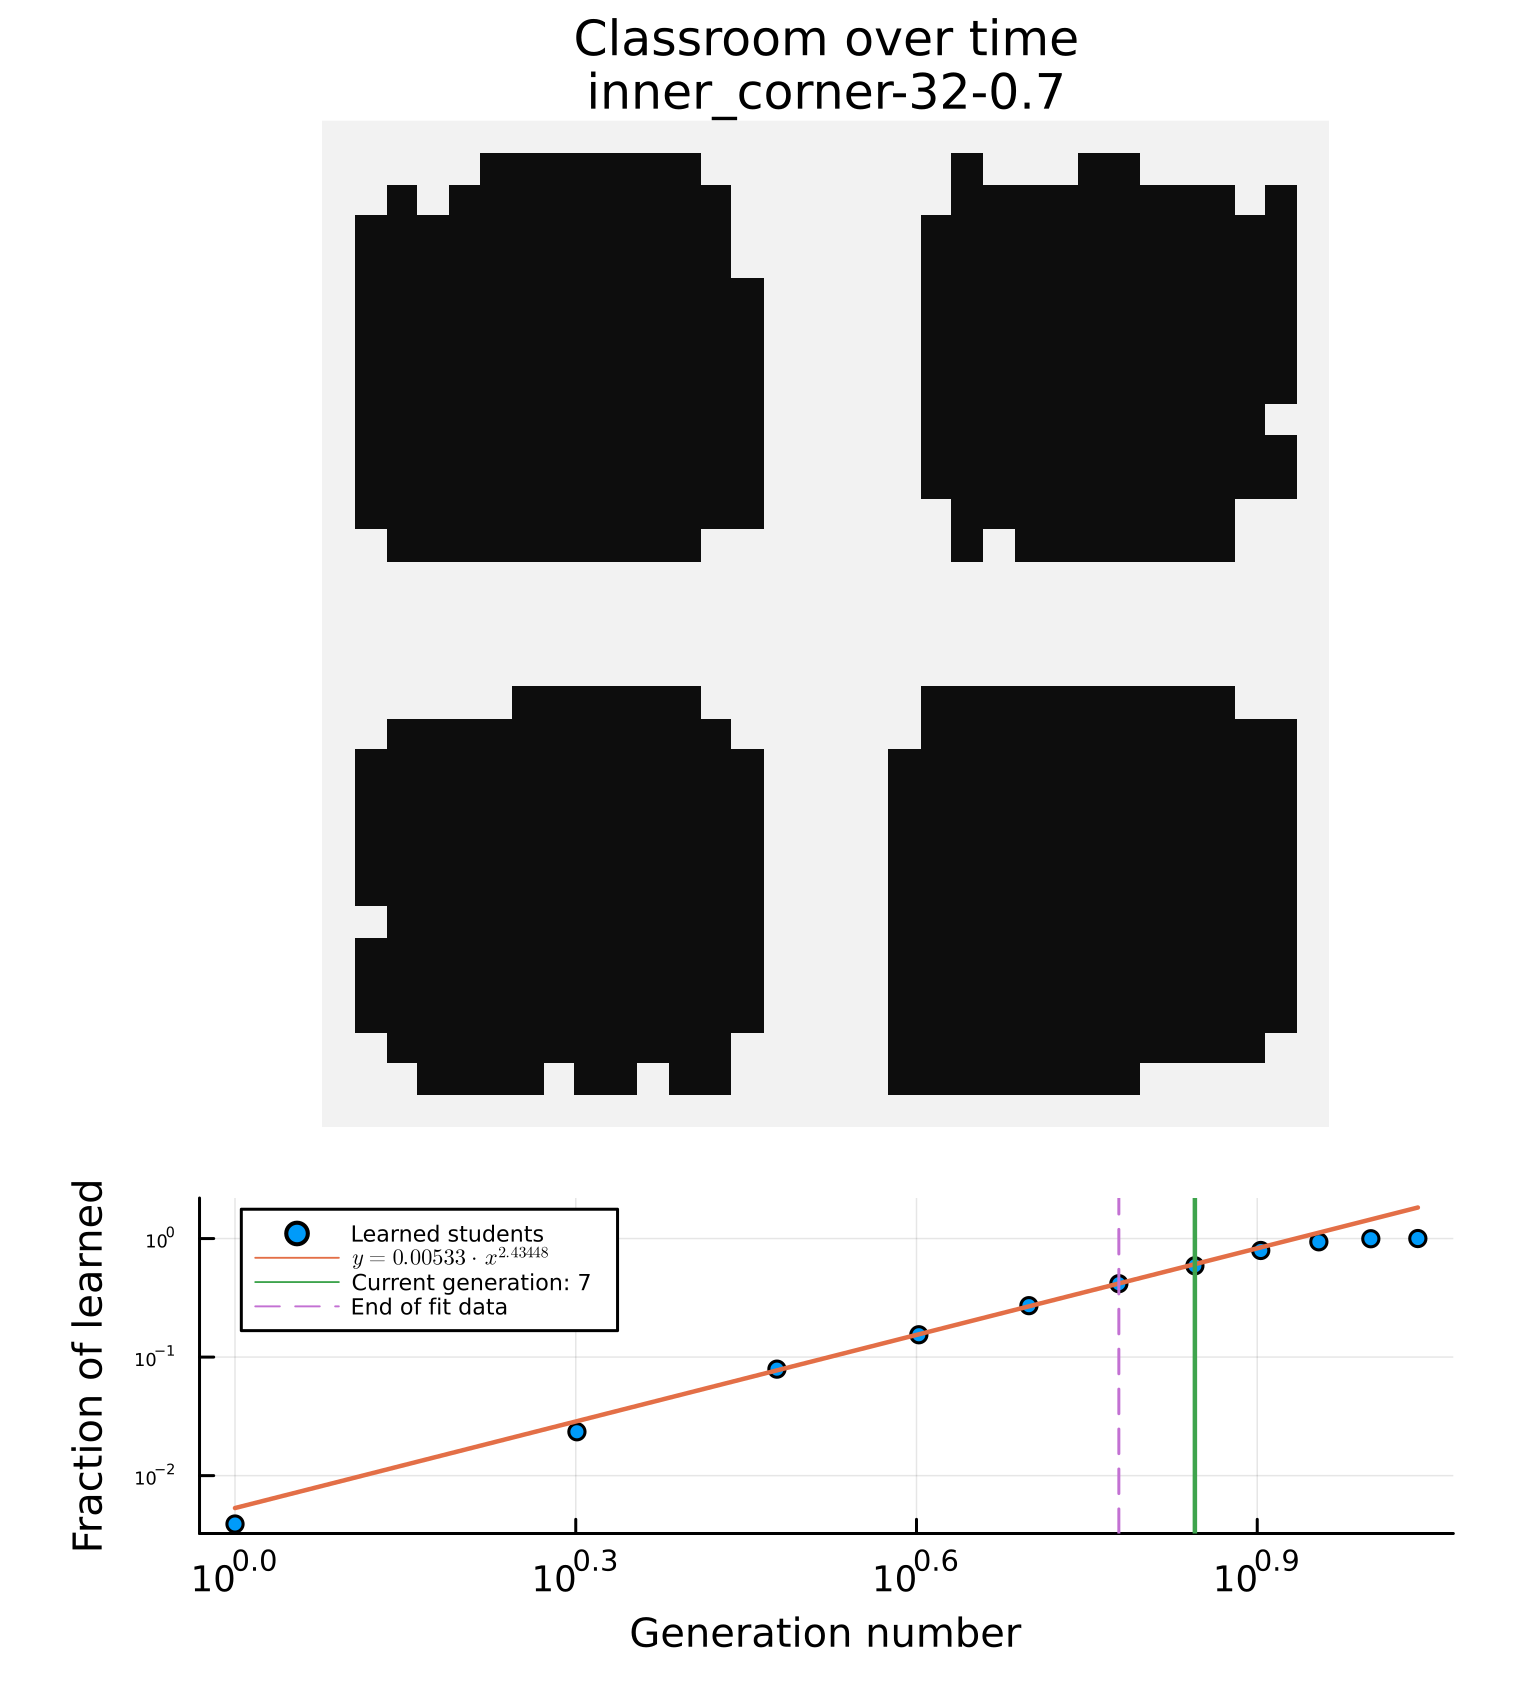 Classroom over time
inner_corner-32-0.7
Fraction of learned
10⁰
10⁻¹
10⁻²
Learned students
y = 0.00533 · x^2.43448
Current generation: 7
End of fit data
10^0.0
10^0.3
10^0.6
10^0.9
Generation number